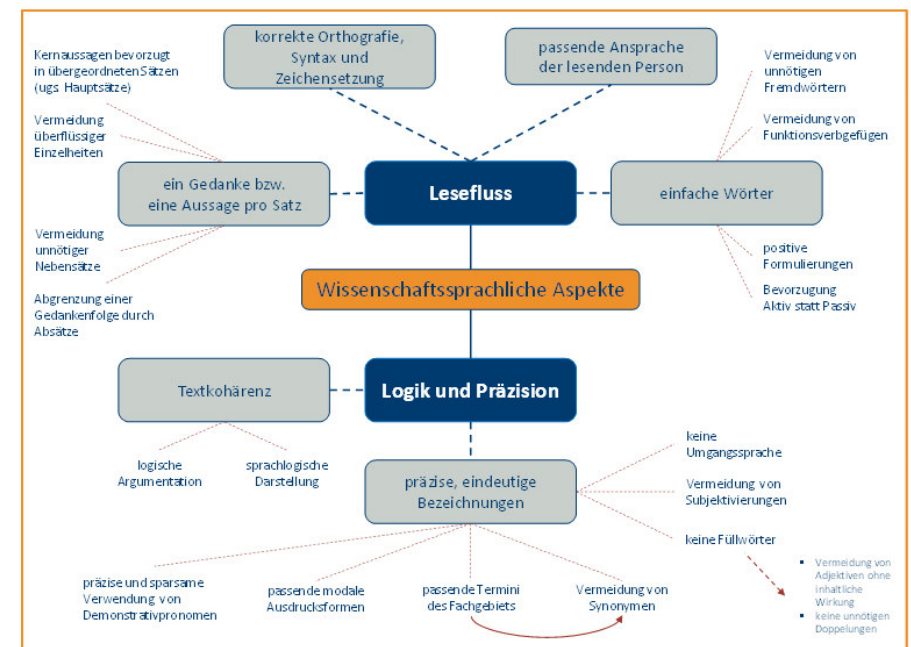 korrekte Orthografie,
Syntax und
Zeichensetzung
passende Ansprache
der lesenden Person
Kernaussagen bevorzugt
in übergeordneten Sätzen
(ugs. Hauptsätze)
Vermeidung
überflüssiger
Einzelheiten
Vermeidung von
unnötigen
Fremdwörtern
Vermeidung von
Funktionsverbgefügen
ein Gedanke bzw.
eine Aussage pro Satz
Lesefluss
einfache Wörter
Vermeidung
unnötiger
Nebensätze
Abgrenzung einer
Gedankenfolge durch
Absätze
positive
Formulierungen
Bevorzugung
Aktiv statt Passiv
Wissenschaftssprachliche Aspekte
Textkohärenz
Logik und Präzision
logische
Argumentation
sprachlogische
Darstellung
präzise, eindeutige
Bezeichnungen
keine
Umgangssprache
Vermeidung von
Subjektivierungen
keine Füllwörter
präzise und sparsame
Verwendung von
Demonstrativpronomen
passende modale
Ausdrucksformen
passende Termini
des Fachgebiets
Vermeidung von
Synonymen
▪ Vermeidung von
Adjektiven ohne
inhaltliche
Wirkung
▪ keine unnötigen
Doppelungen